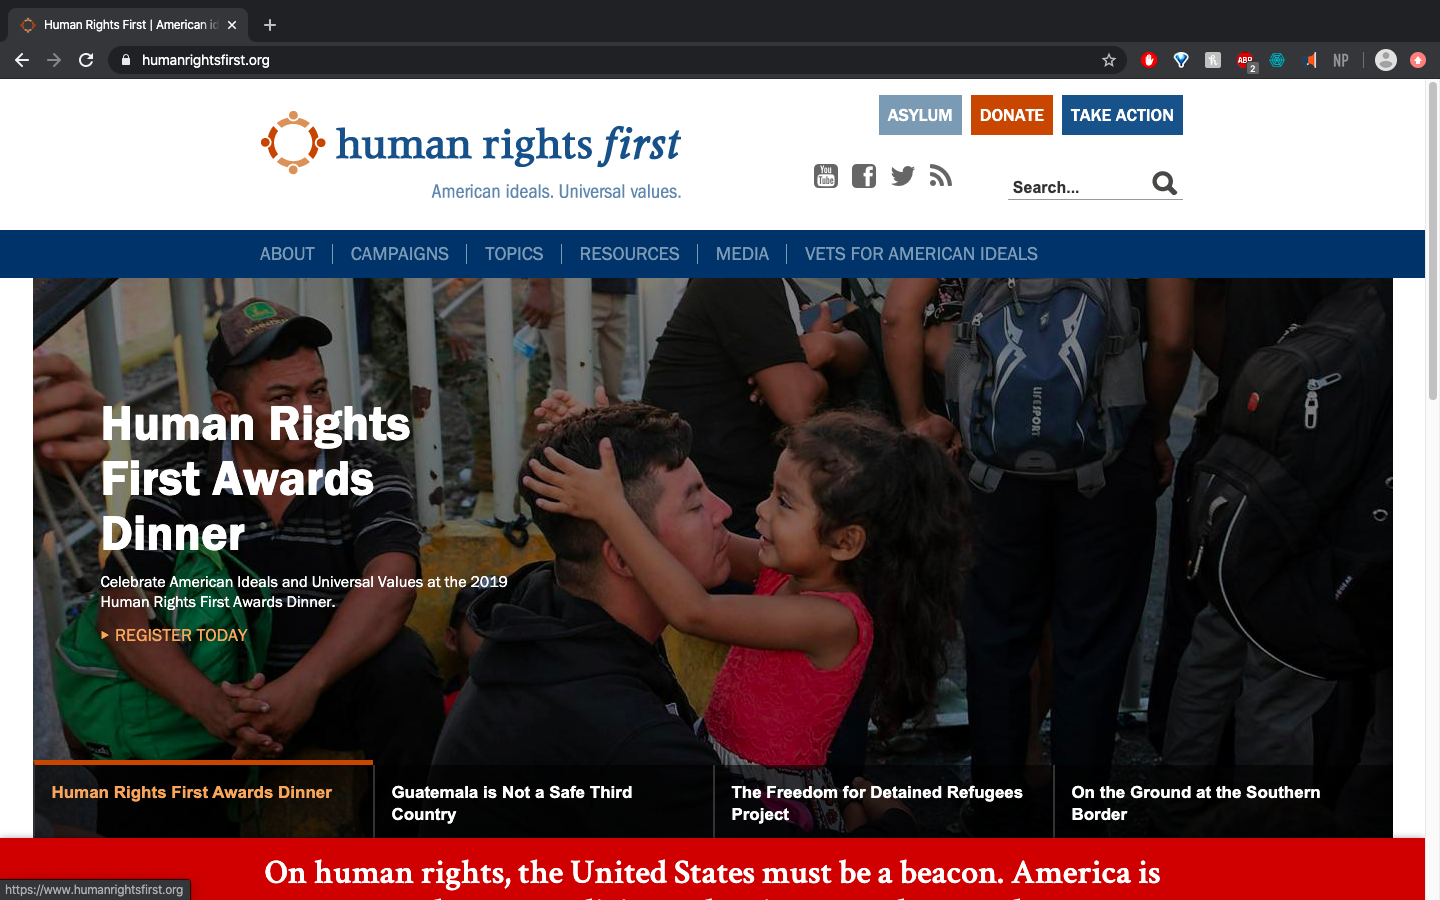 Human Rights First | American id
humanrightsfirst.org
ABP
2
NP
ASYLUM
DONATE
TAKE ACTION
human rights first
American ideals. Universal values.
You
Tube
Search...
ABOUT
CAMPAIGNS
TOPICS
RESOURCES
MEDIA
VETS FOR AMERICAN IDEALS
LIFESPORT
Human Rights
First Awards
Dinner
Celebrate American Ideals and Universal Values at the 2019
Human Rights First Awards Dinner.
REGISTER TODAY
Human Rights First Awards Dinner
Guatemala is Not a Safe Third
Country
The Freedom for Detained Refugees
Project
On the Ground at the Southern
Border
On human rights, the United States must be a beacon. America is
https://www.humanrightsfirst.org